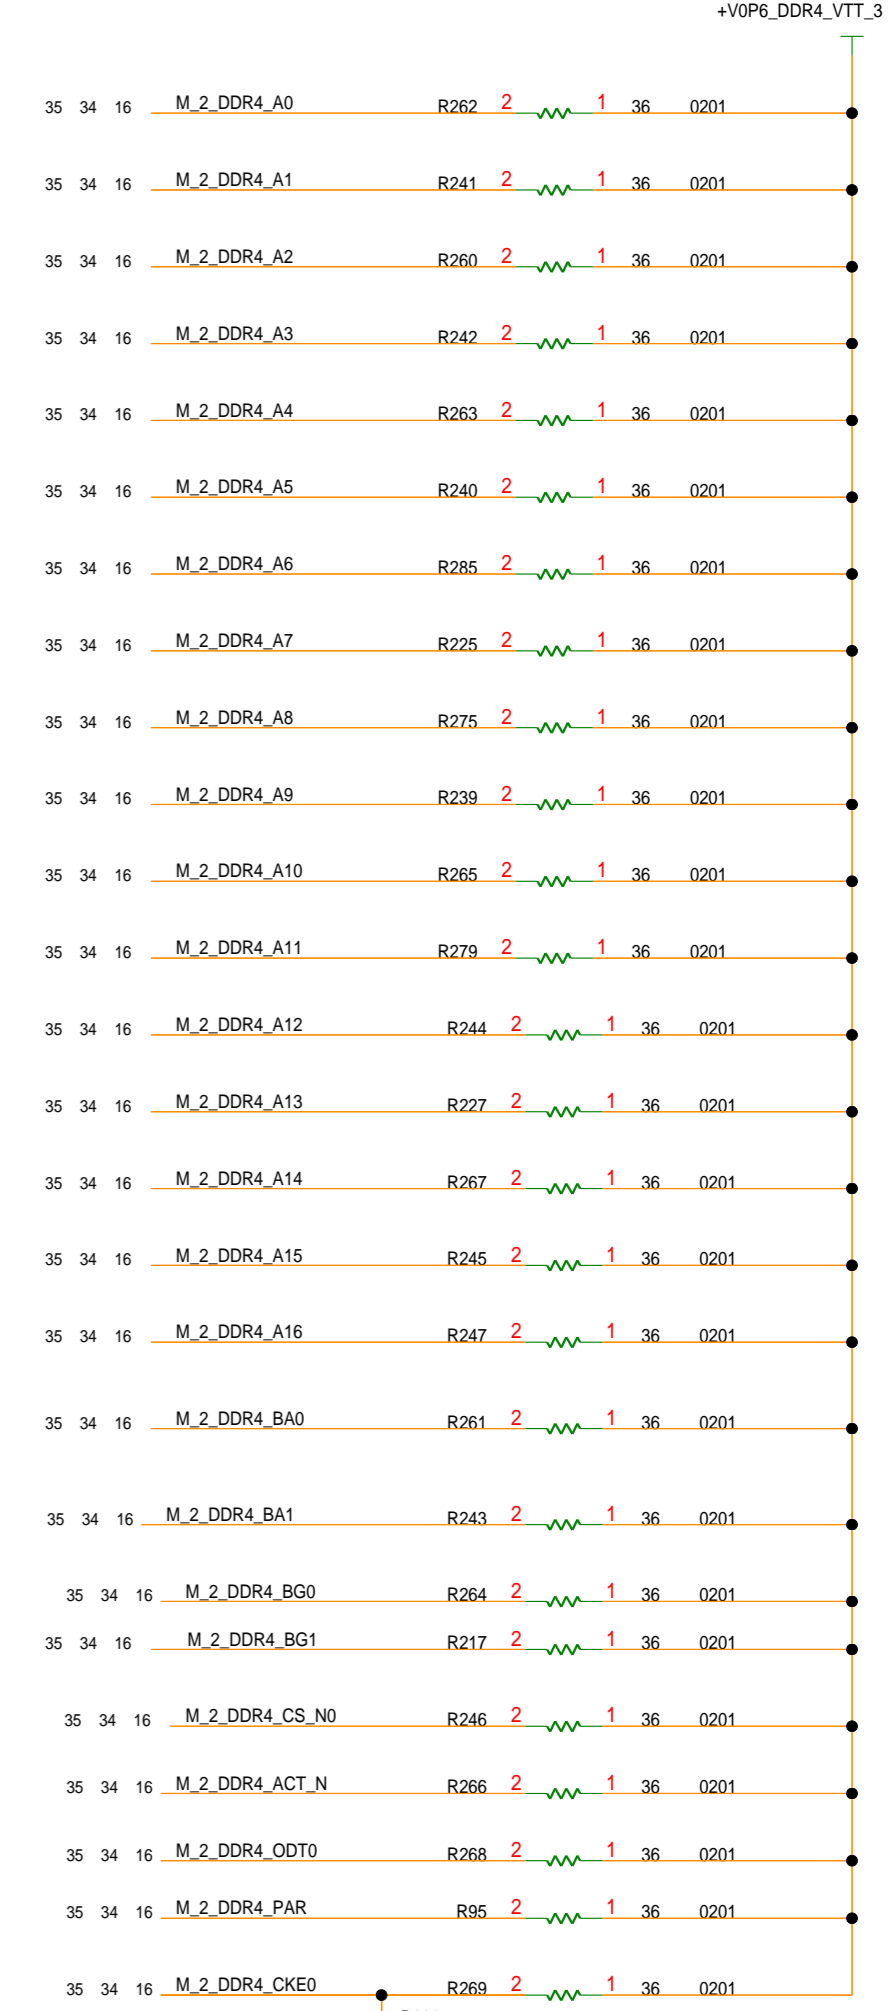 +V0P6_DDR4_VTT_3
35 34 16 M_2_DDR4_A0 R262 2 1 36 0201
35 34 16 M_2_DDR4_A1 R241 2 1 36 0201
35 34 16 M_2_DDR4_A2 R260 2 1 36 0201
35 34 16 M_2_DDR4_A3 R242 2 1 36 0201
35 34 16 M_2_DDR4_A4 R263 2 1 36 0201
35 34 16 M_2_DDR4_A5 R240 2 1 36 0201
35 34 16 M_2_DDR4_A6 R285 2 1 36 0201
35 34 16 M_2_DDR4_A7 R225 2 1 36 0201
35 34 16 M_2_DDR4_A8 R275 2 1 36 0201
35 34 16 M_2_DDR4_A9 R239 2 1 36 0201
35 34 16 M_2_DDR4_A10 R265 2 1 36 0201
35 34 16 M_2_DDR4_A11 R279 2 1 36 0201
35 34 16 M_2_DDR4_A12 R244 2 1 36 0201
35 34 16 M_2_DDR4_A13 R227 2 1 36 0201
35 34 16 M_2_DDR4_A14 R267 2 1 36 0201
35 34 16 M_2_DDR4_A15 R245 2 1 36 0201
35 34 16 M_2_DDR4_A16 R247 2 1 36 0201
35 34 16 M_2_DDR4_BA0 R261 2 1 36 0201
35 34 16 M_2_DDR4_BA1 R243 2 1 36 0201
35 34 16 M_2_DDR4_BG0 R264 2 1 36 0201
35 34 16 M_2_DDR4_BG1 R217 2 1 36 0201
35 34 16 M_2_DDR4_CS_N0 R246 2 1 36 0201
35 34 16 M_2_DDR4_ACT_N R266 2 1 36 0201
35 34 16 M_2_DDR4_ODT0 R268 2 1 36 0201
35 34 16 M_2_DDR4_PAR R95 2 1 36 0201
35 34 16 M_2_DDR4_CKE0 R269 2 1 36 0201